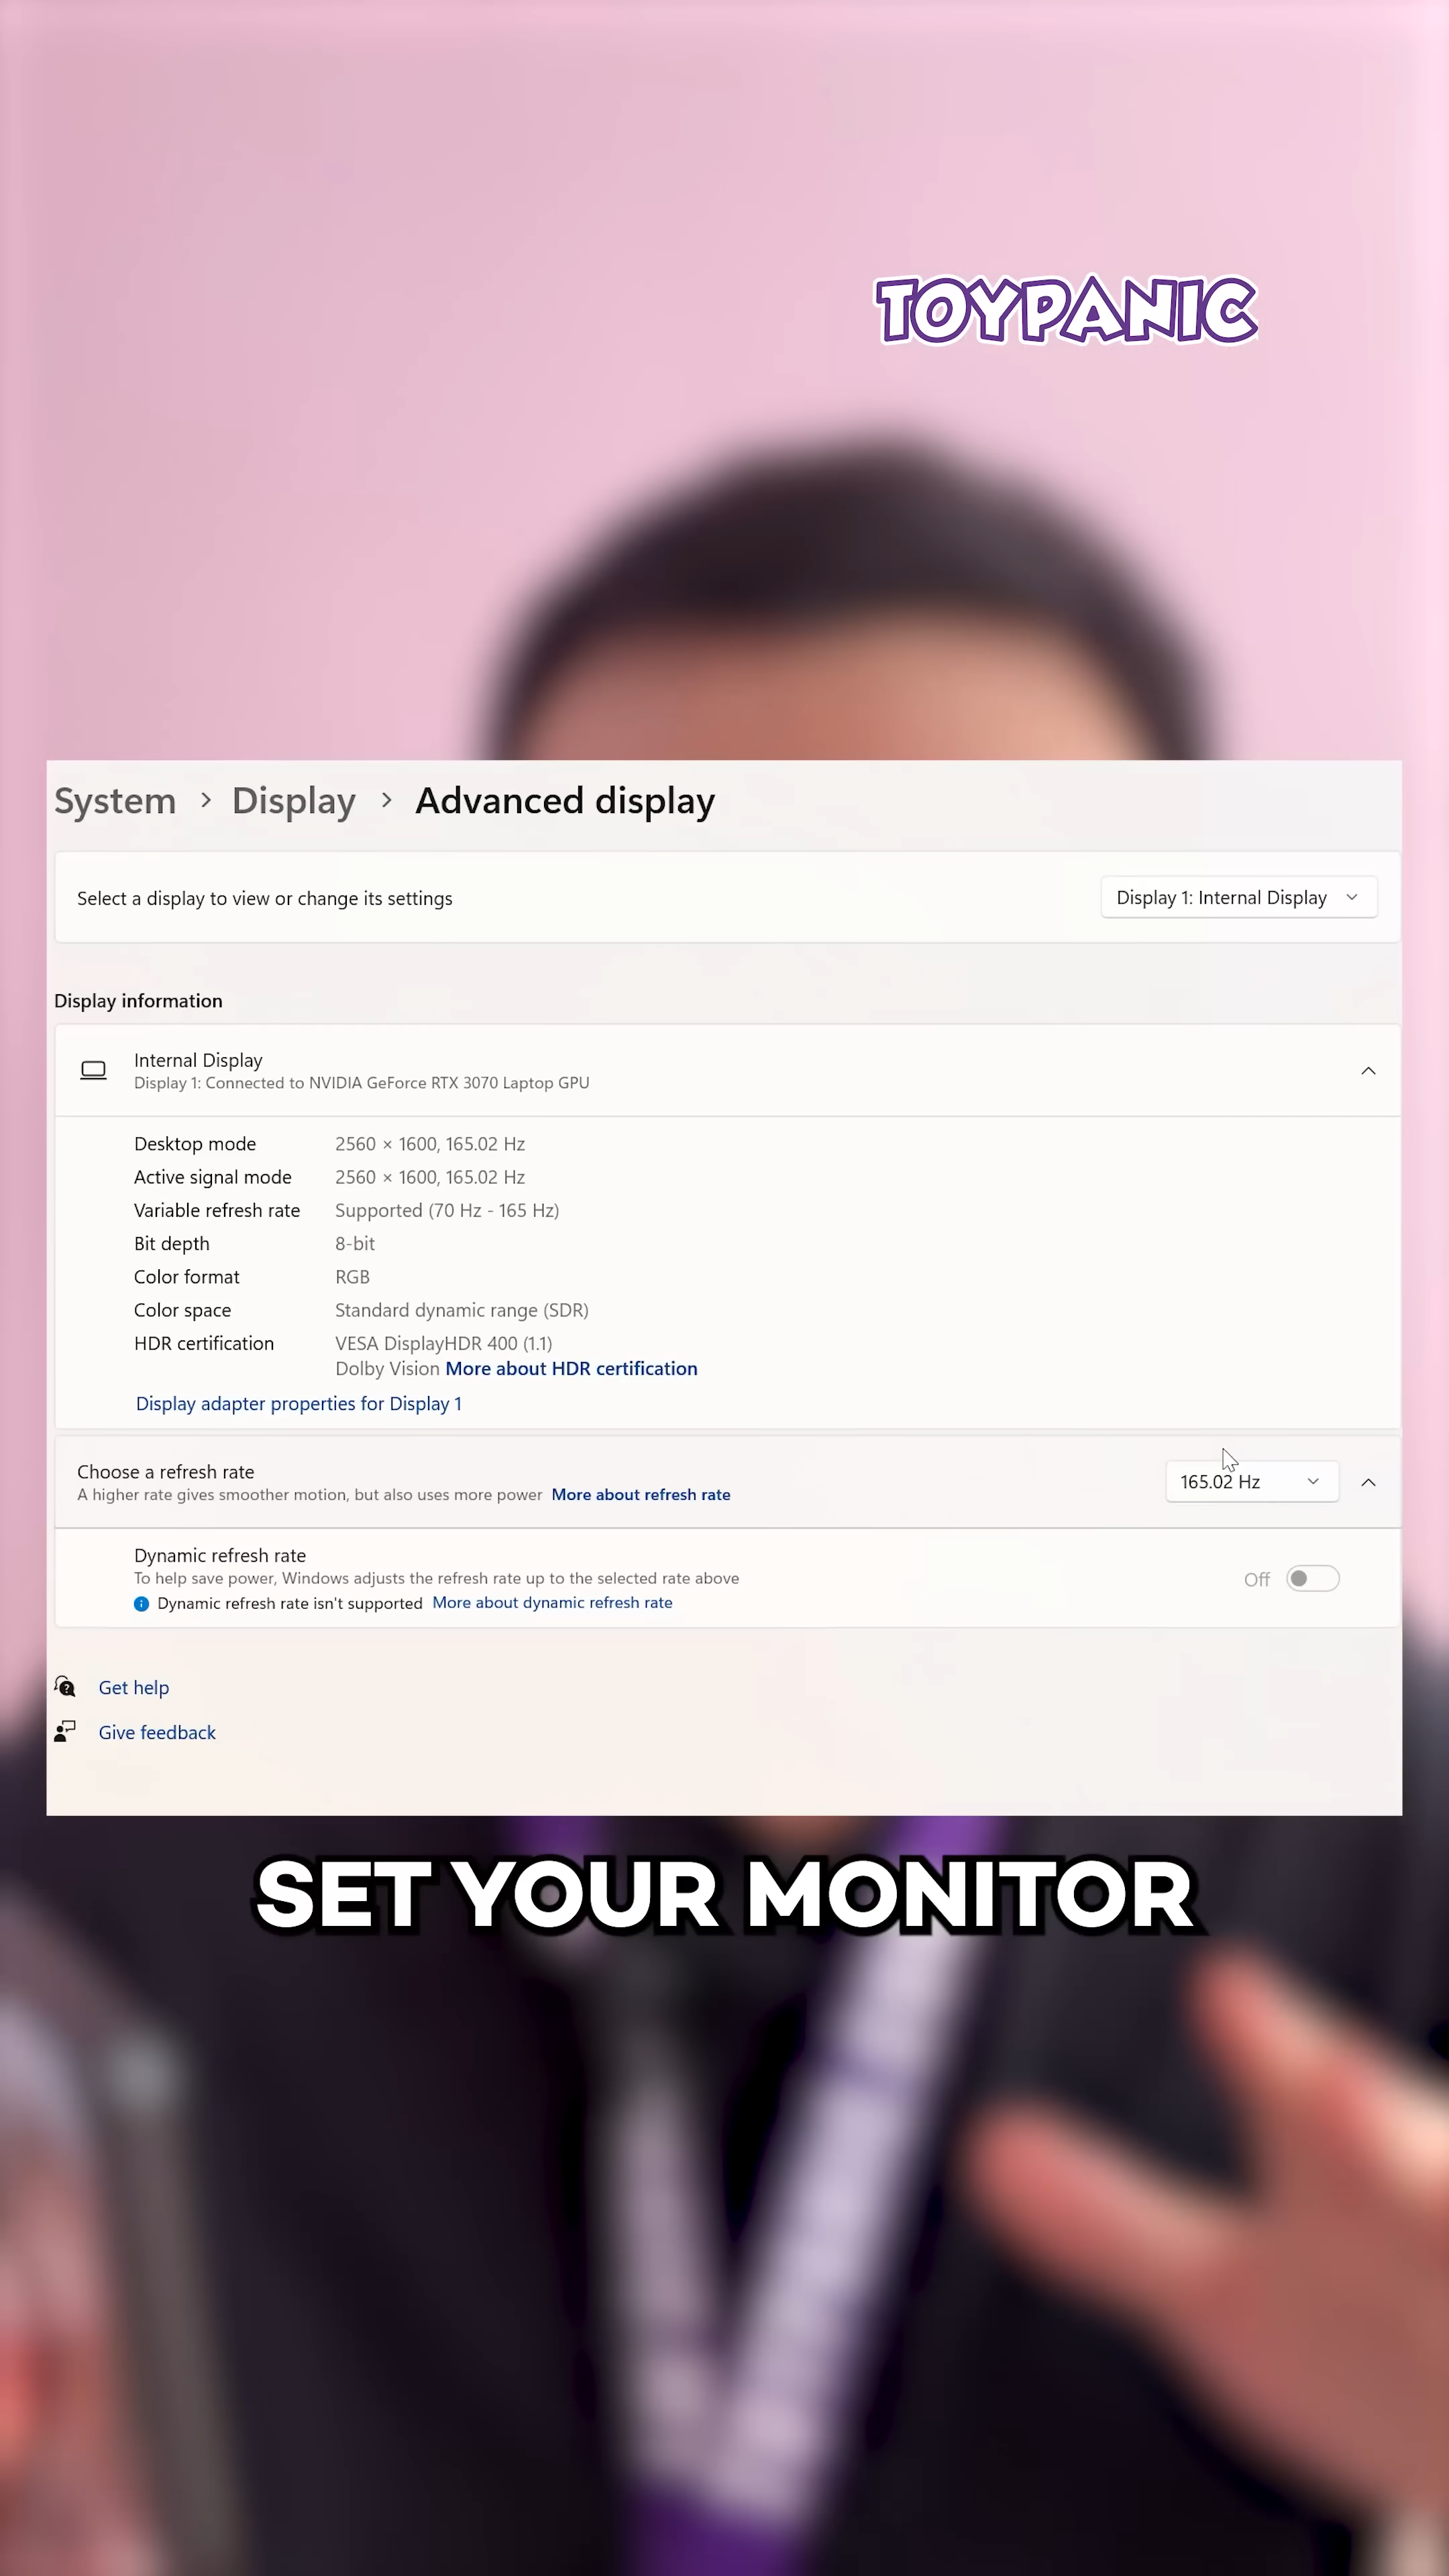 TOYPANIC
System > Display > Advanced display
Select a display to view or change its settings
Display 1: Internal Display
Display information
Internal Display
Display 1: Connected to NVIDIA GeForce RTX 3070 Laptop GPU
Desktop mode 2560 × 1600, 165.02 Hz
Active signal mode 2560 × 1600, 165.02 Hz
Variable refresh rate Supported (70 Hz - 165 Hz)
Bit depth 8-bit
Color format RGB
Color space Standard dynamic range (SDR)
HDR certification VESA DisplayHDR 400 (1.1)
Dolby Vision More about HDR certification
Display adapter properties for Display 1
Choose a refresh rate
A higher rate gives smoother motion, but also uses more power More about refresh rate
165.02 Hz
Dynamic refresh rate
To help save power, Windows adjusts the refresh rate up to the selected rate above
Dynamic refresh rate isn't supported More about dynamic refresh rate
Off
Get help
Give feedback
SET YOUR MONITOR